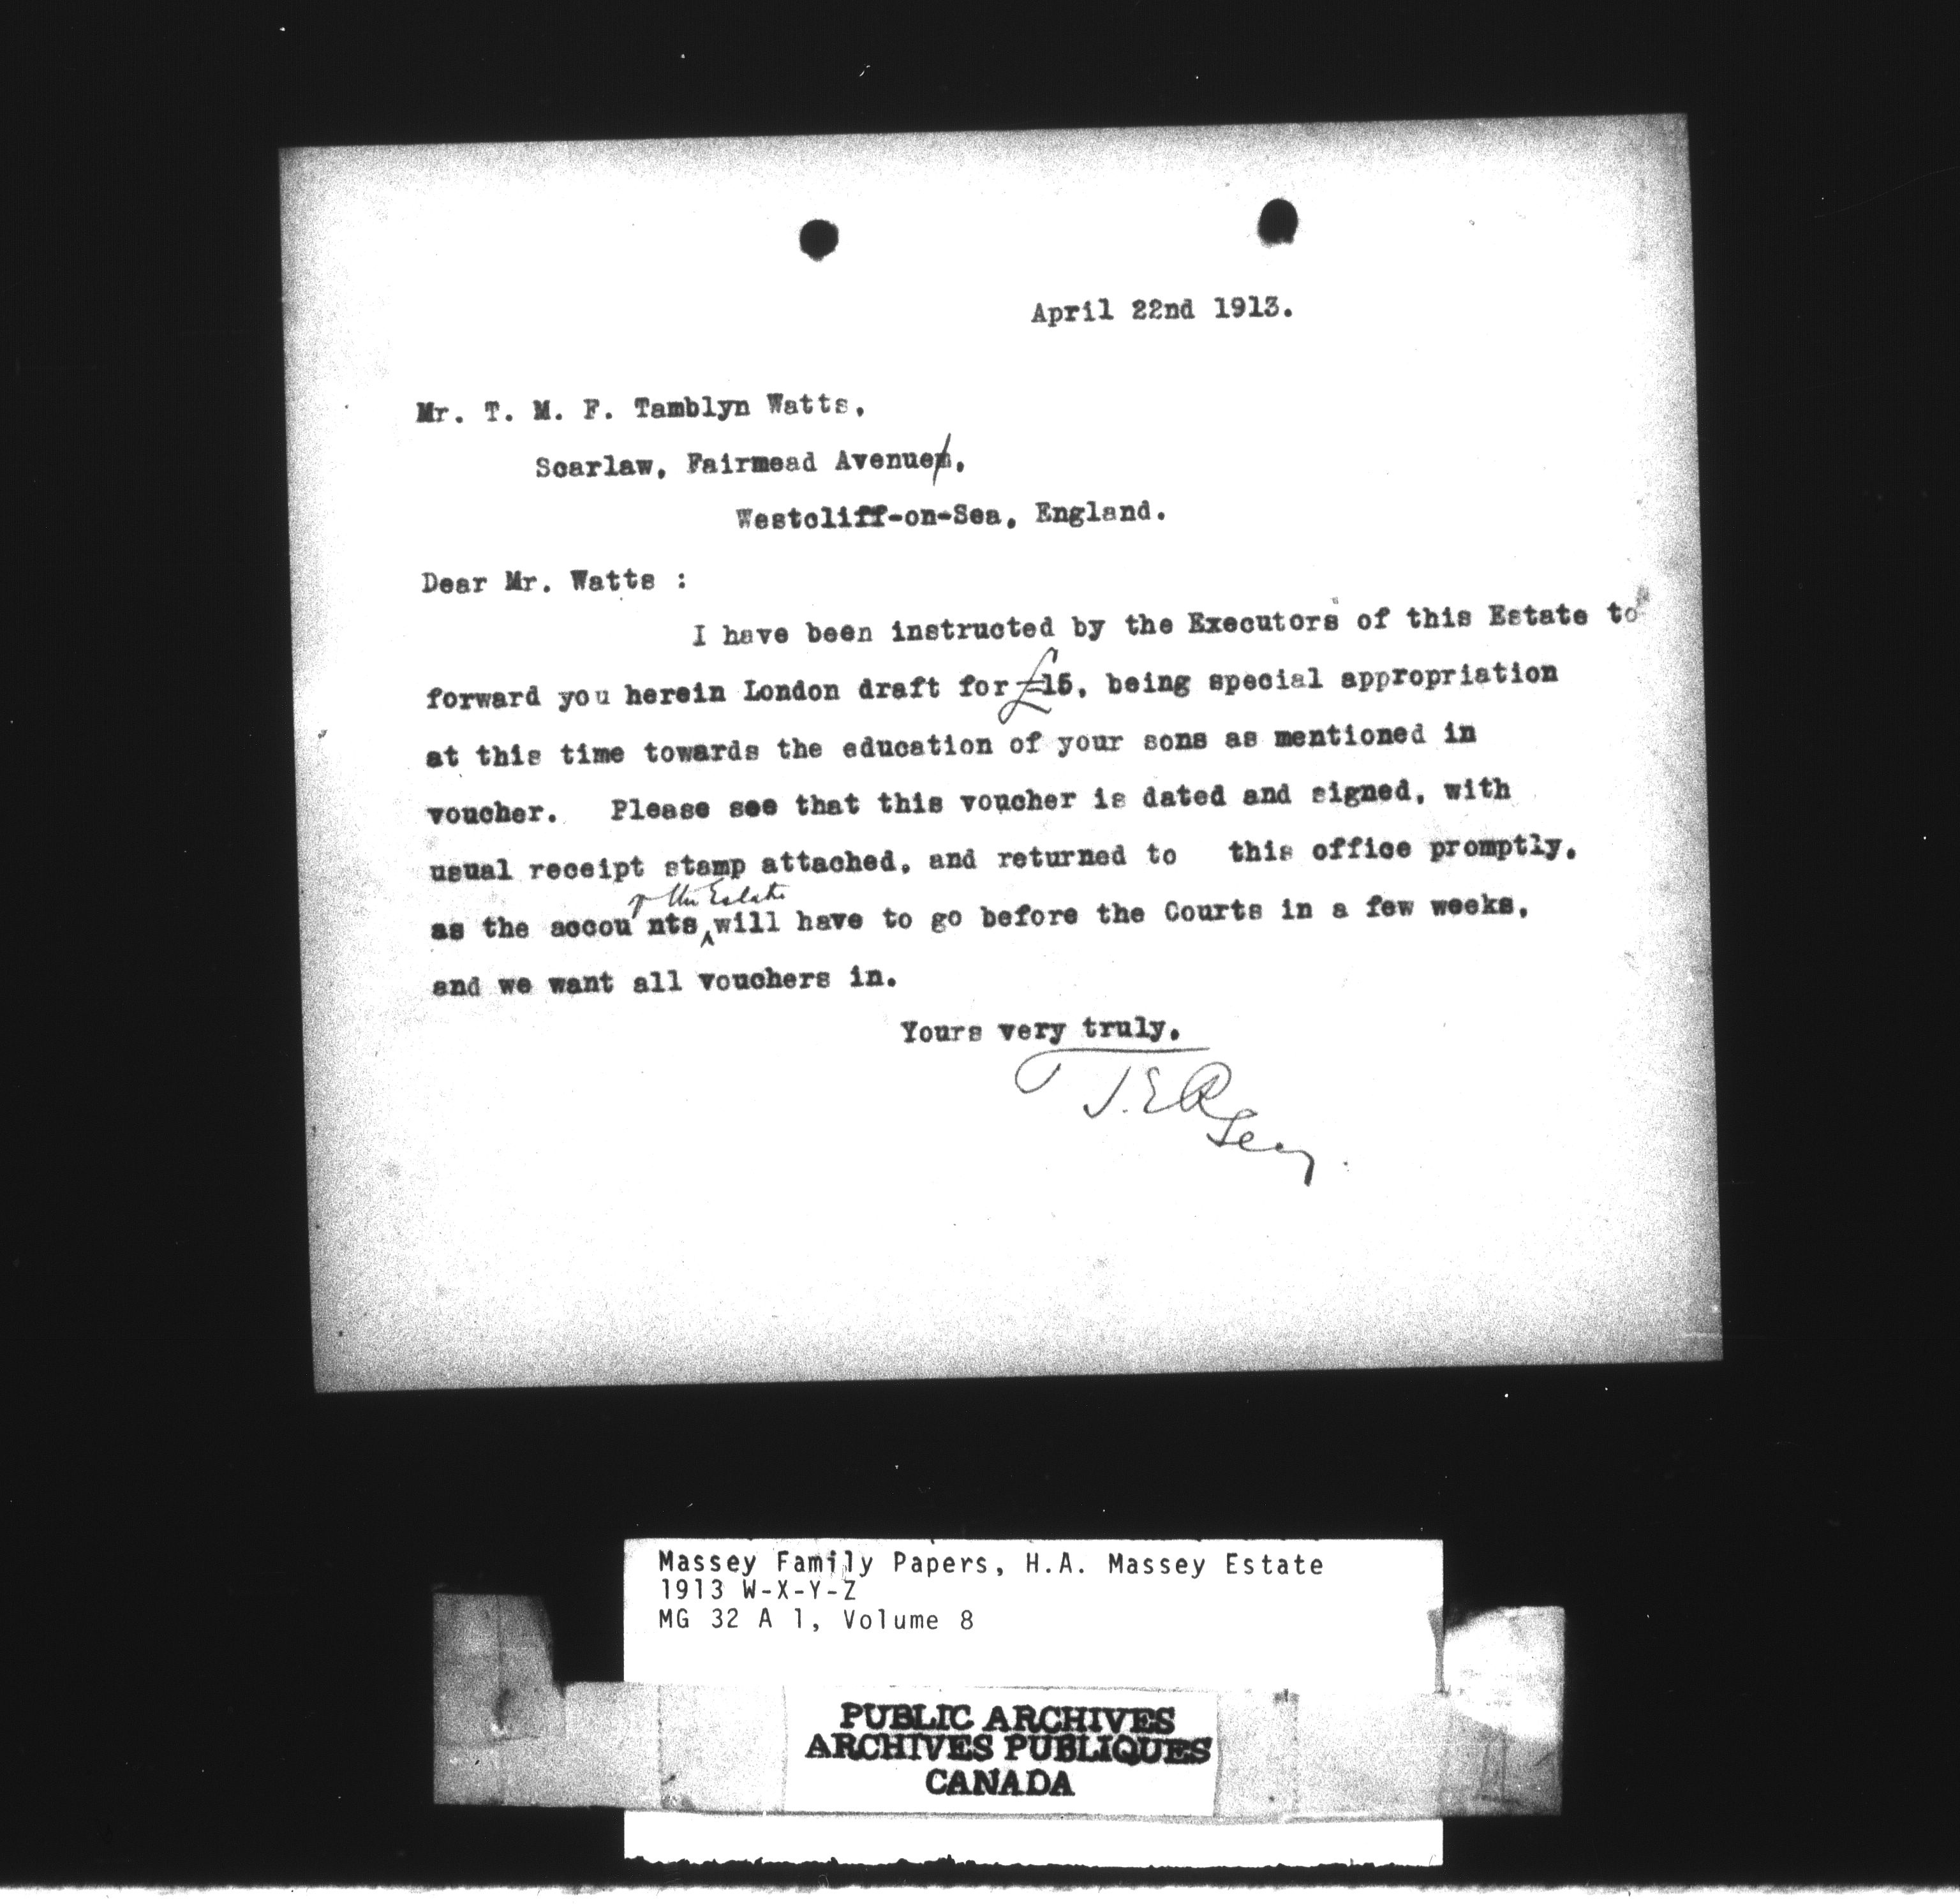 April 22nd 1913.
Mr. T. M. F. Tamblyn Watts,
Scarlaw, Fairmead Avenue,
Westcliff-on-Sea, England.
Dear Mr. Watts :
I have been instructed by the Executors of this Estate to
forward you herein London draft for £15, being special appropriation
at this time towards the education of your sons as mentioned in
voucher. Please see that this voucher is dated and signed, with
usual receipt stamp attached, and returned to this office promptly,
of the Estate
as the accounts will have to go before the Courts in a few weeks,
and we want all vouchers in.
Yours very truly,
J.E.R
Secy.
Massey Family Papers, H.A. Massey Estate
1913 W-X-Y-Z
MG 32 A 1, Volume 8
PUBLIC ARCHIVES
ARCHIVES PUBLIQUES
CANADA